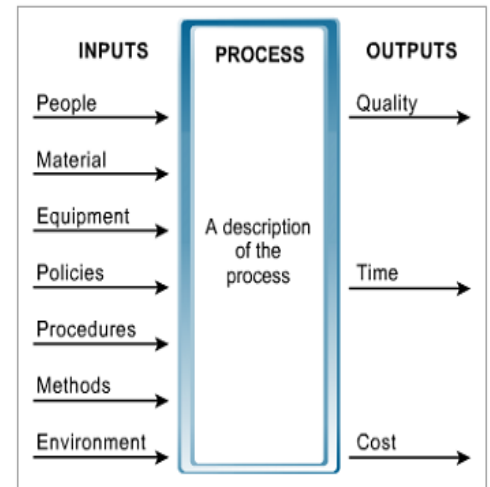 INPUTS
PROCESS
OUTPUTS
People
Material
Equipment
Policies
Procedures
Methods
Environment
A description
of the
process
Quality
Time
Cost